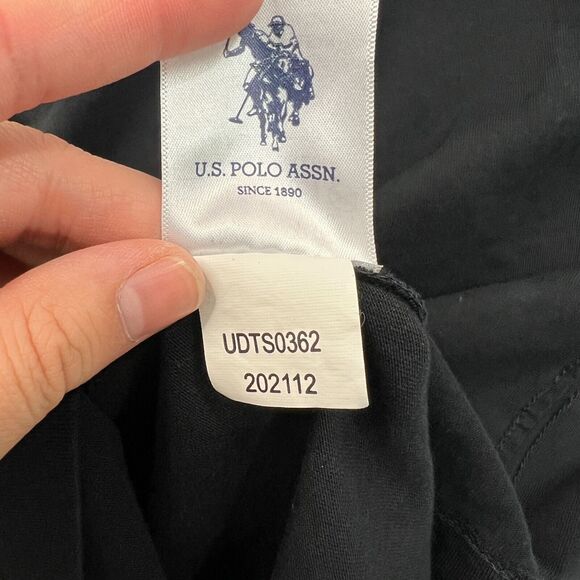 U.S. POLO ASSN.
SINCE 1890
UDTS0362
202112